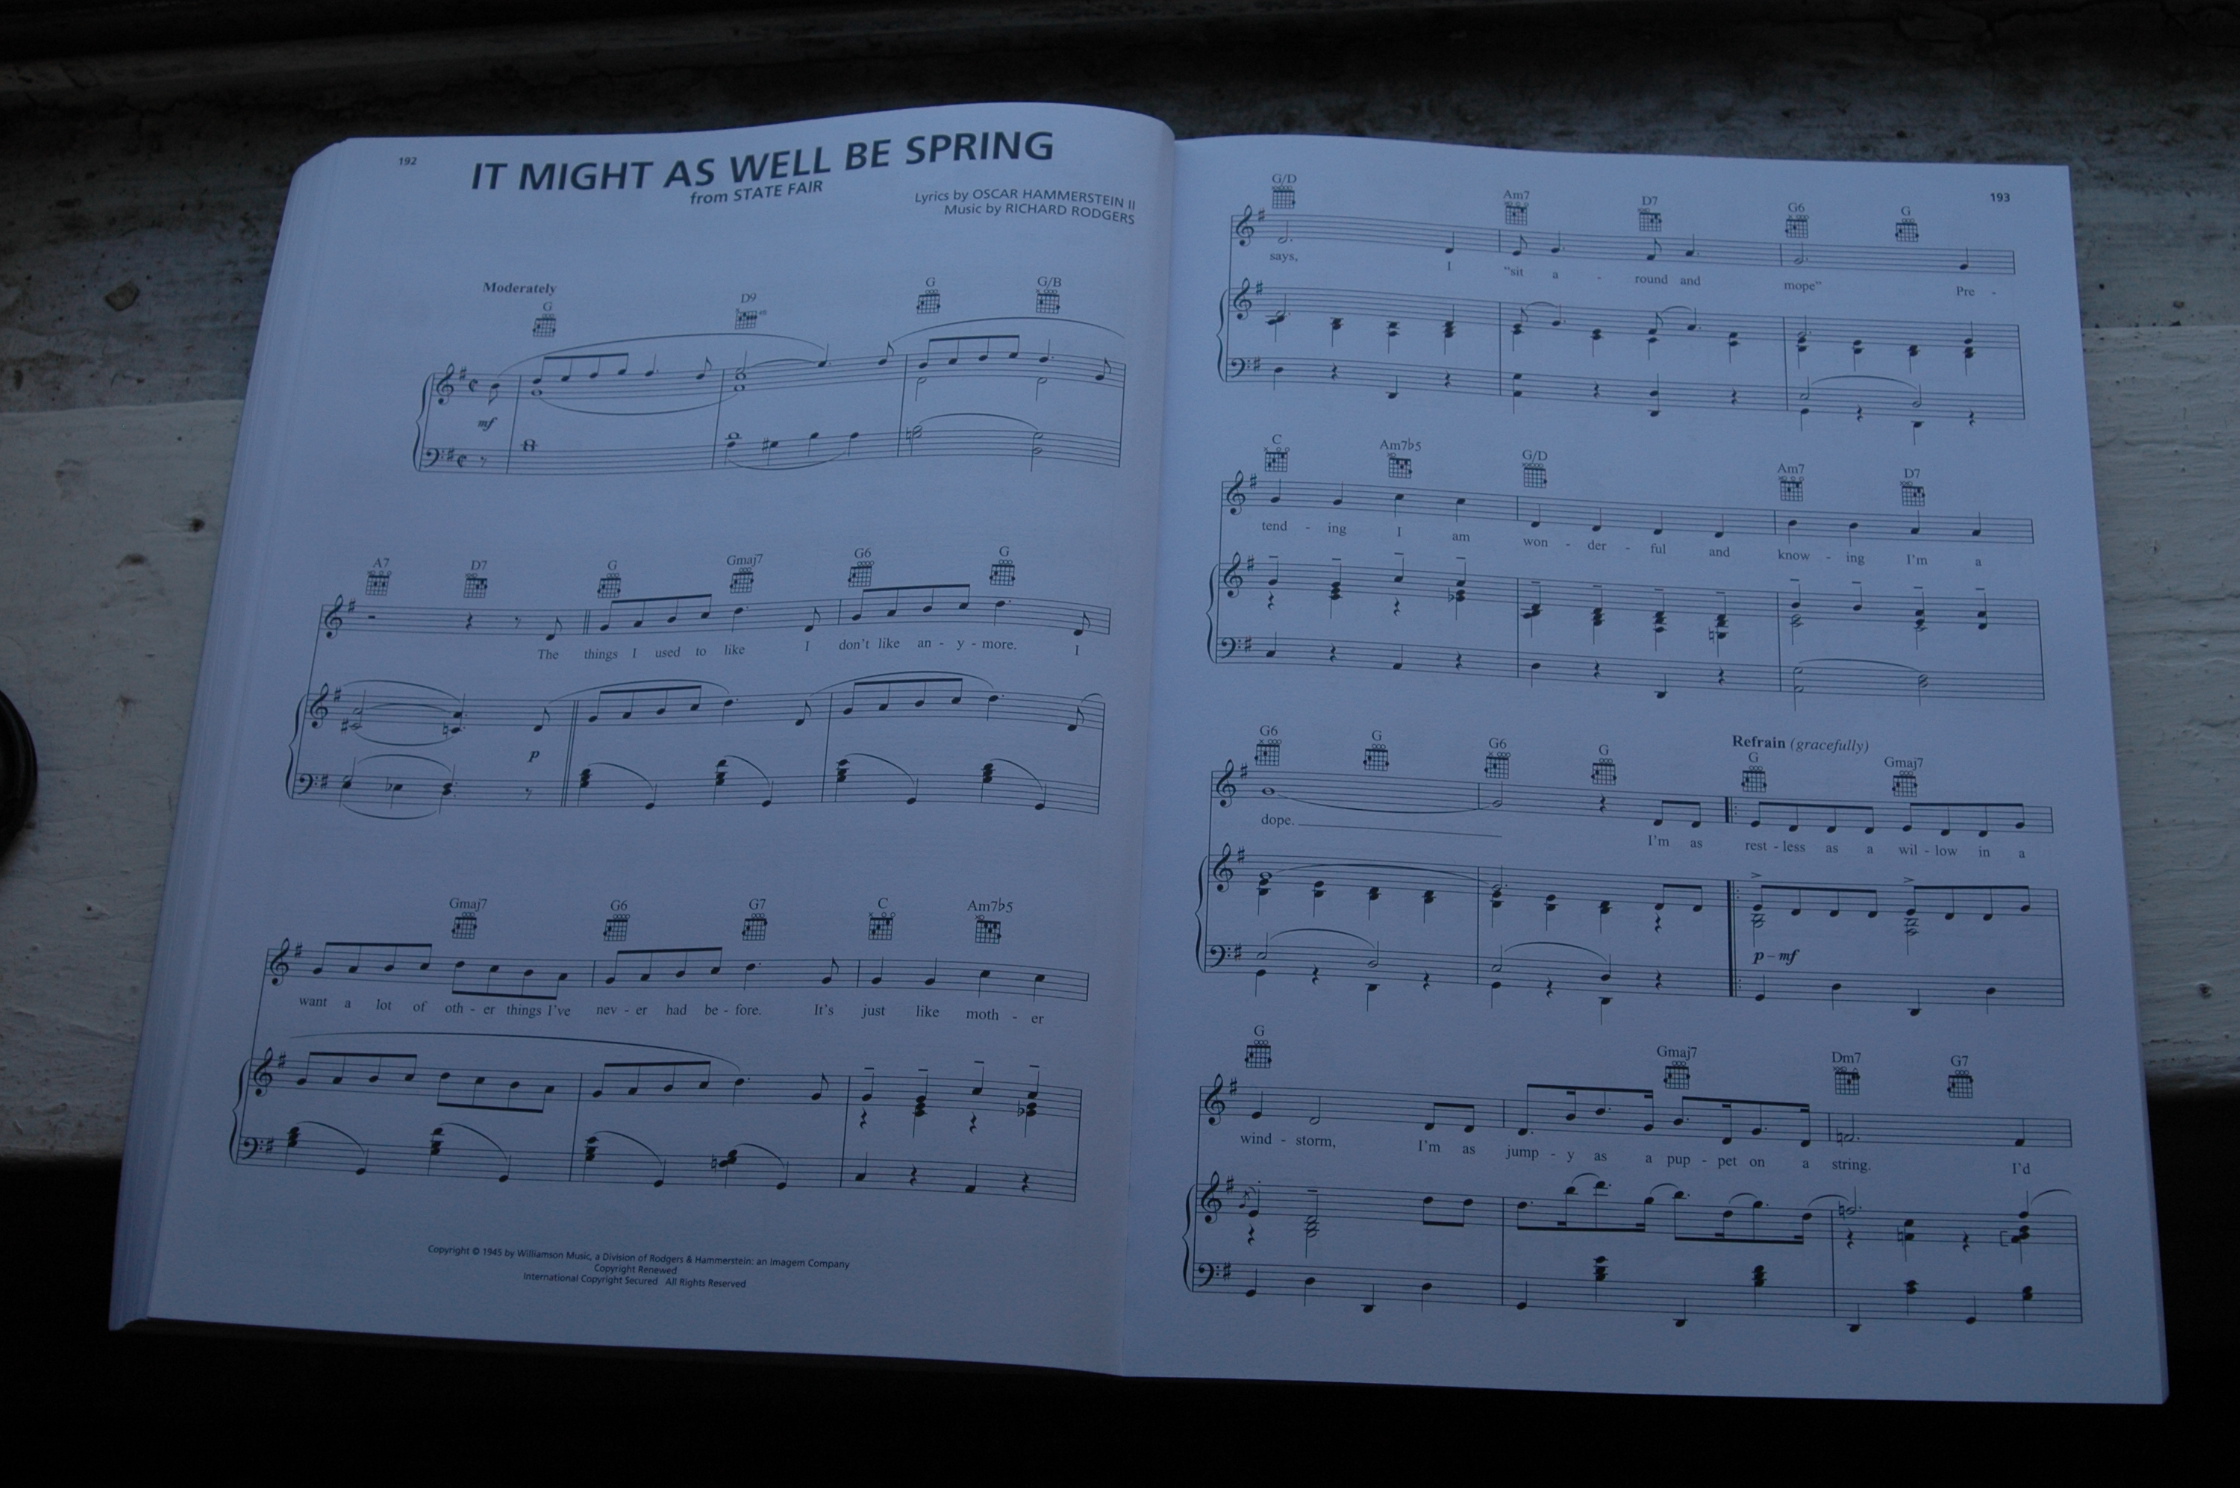 192
IT MIGHT AS WELL BE SPRING
from STATE FAIR
Lyrics by OSCAR HAMMERSTEIN II
Music by RICHARD RODGERS
Moderately
G D9 G G/B
mf
A7 D7 G Gmaj7 G6 G
The things I used to like I don't like an - y - more. I
p
Gmaj7 G6 G7 C Am7♭5
want a lot of oth - er things I've nev - er had be - fore. It's just like moth - er
Copyright © 1945 by Williamson Music, a Division of Rodgers & Hammerstein: an Imagem Company
Copyright Renewed
International Copyright Secured All Rights Reserved
193
G/D Am7 D7 G6 G
says, I "sit a - round and mope" Pre -
C Am7♭5 G/D Am7 D7
tend - ing I am won - der - ful and know - ing I'm a
Refrain (gracefully)
G6 G G6 G G Gmaj7
dope. I'm as rest - less as a wil - low in a
p - mf
G Gmaj7 Dm7 G7
wind - storm, I'm as jump - y as a pup - pet on a string. I'd